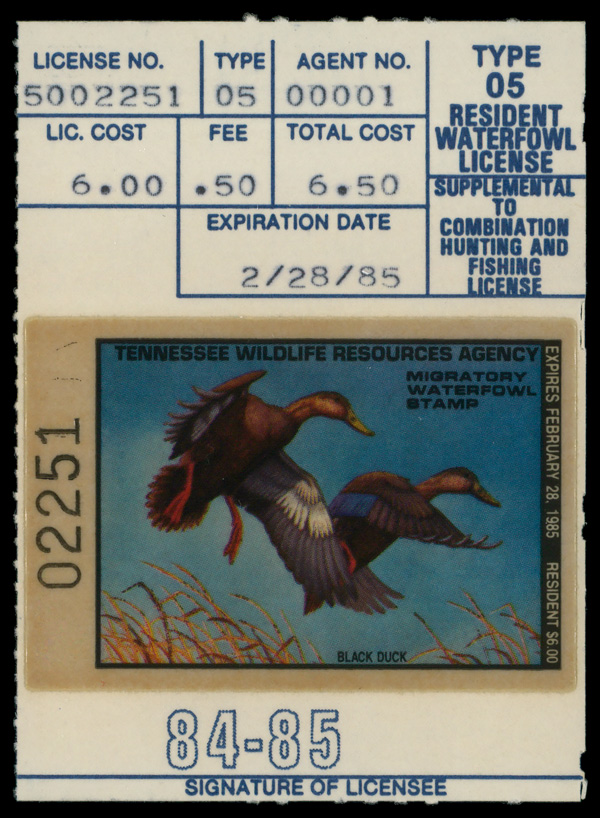 LICENSE NO. TYPE AGENT NO.
5002251 05 00001
LIC. COST FEE TOTAL COST
6.00 .50 6.50
EXPIRATION DATE
2/28/85
TYPE
05
RESIDENT
WATERFOWL
LICENSE
SUPPLEMENTAL
TO
COMBINATION
HUNTING AND
FISHING
LICENSE
02251
TENNESSEE WILDLIFE RESOURCES AGENCY
MIGRATORY
WATERFOWL
STAMP
EXPIRES FEBRUARY 28, 1985 RESIDENT $6.00
BLACK DUCK
84-85
SIGNATURE OF LICENSEE